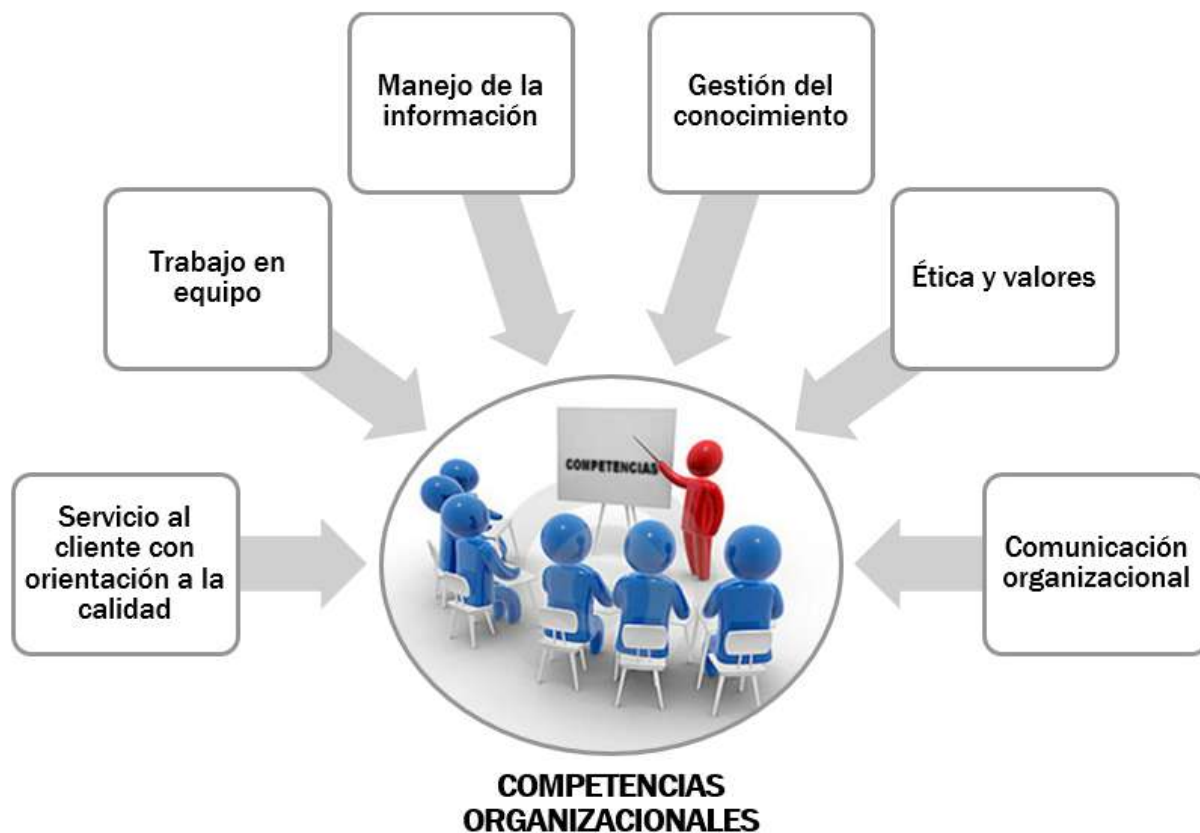 Manejo de la
información
Gestión del
conocimiento
Trabajo en
equipo
Ética y valores
Servicio al
cliente con
orientación a la
calidad
Comunicación
organizacional
COMPETENCIAS
COMPETENCIAS
ORGANIZACIONALES